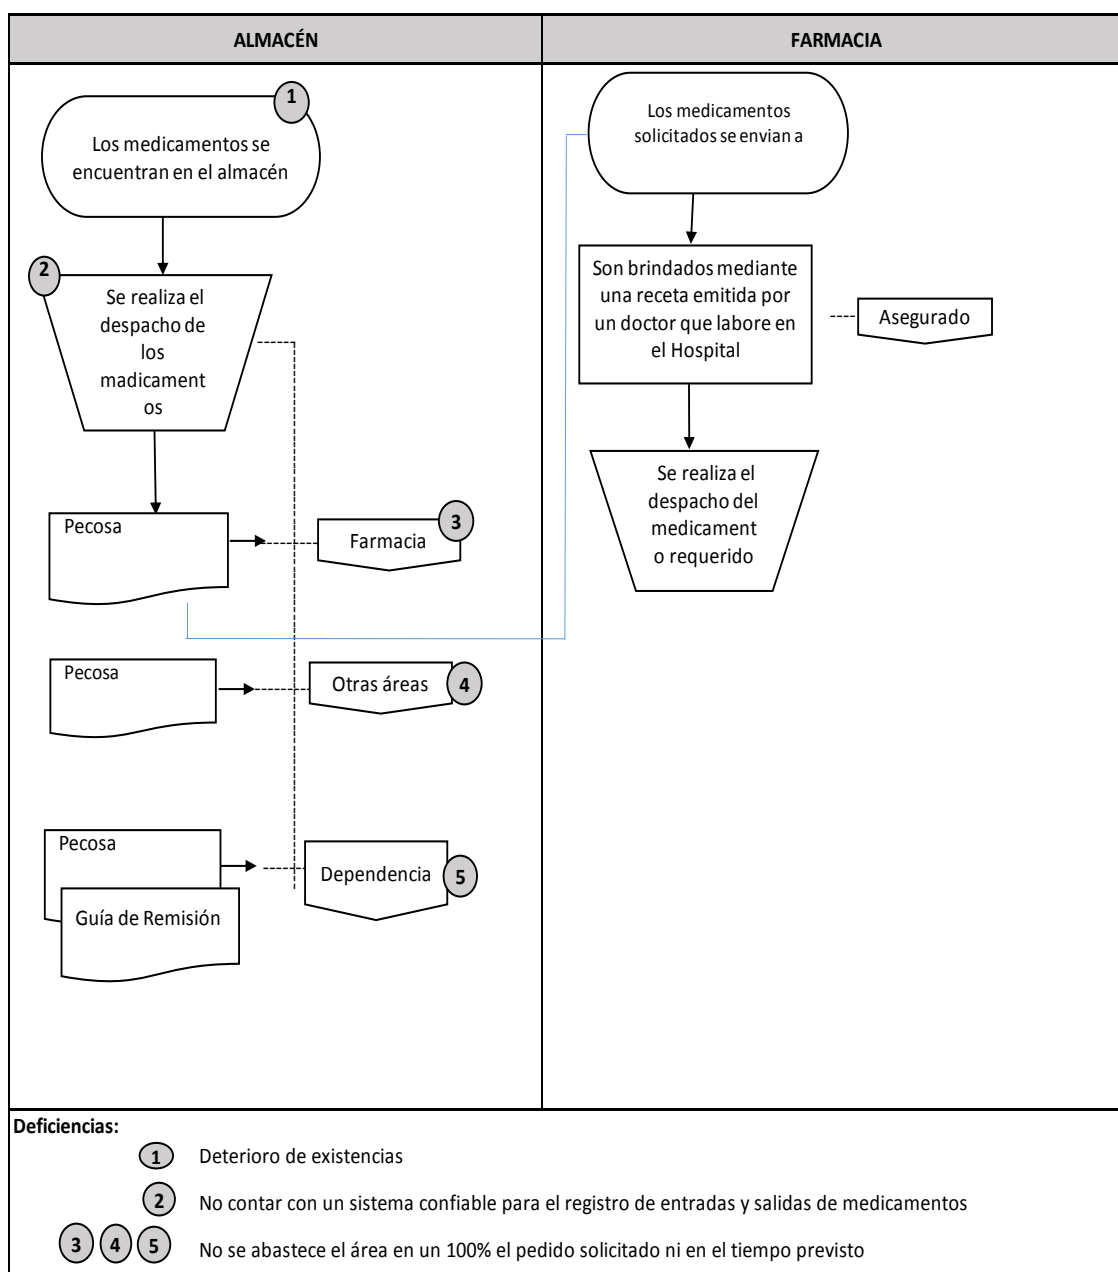 ALMACÉN
FARMACIA
1
Los medicamentos se
encuentran en el almacén
2
Se realiza el
despacho de
los
madicament
os
Pecosa
Farmacia
3
Pecosa
Otras áreas
4
Pecosa
Guía de Remisión
Dependencia
5
Los medicamentos
solicitados se envian a
Son brindados mediante
una receta emitida por
un doctor que labore en
el Hospital
Asegurado
Se realiza el
despacho del
medicament
o requerido
Deficiencias:
1 Deterioro de existencias
2 No contar con un sistema confiable para el registro de entradas y salidas de medicamentos
3 4 5 No se abastece el área en un 100% el pedido solicitado ni en el tiempo previsto